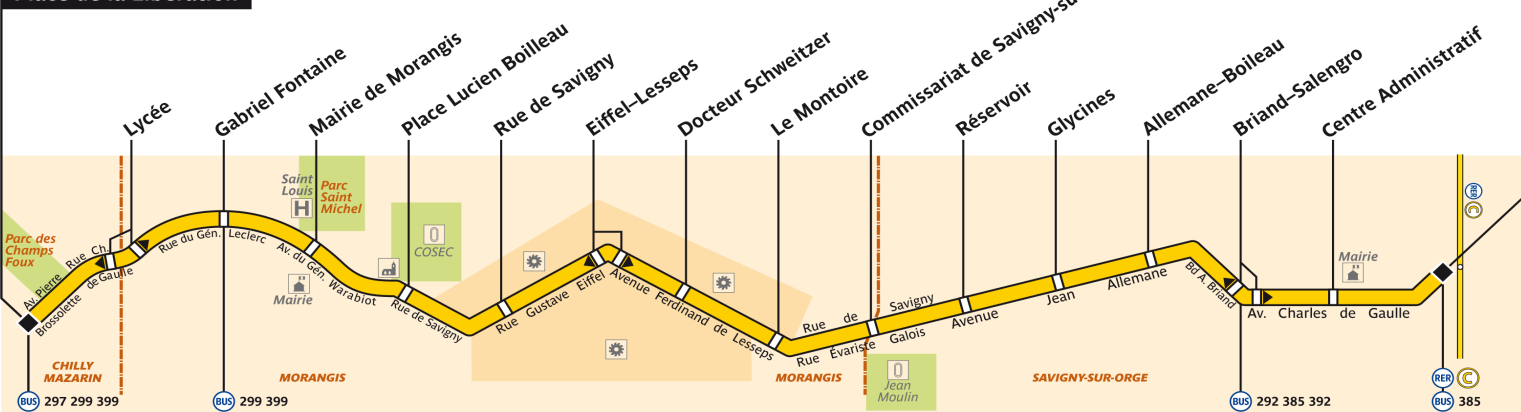 Place de la Libération
Lycée
Gabriel Fontaine
Mairie de Morangis
Place Lucien Boilleau
Rue de Savigny
Eiffel–Lesseps
Docteur Schweitzer
Le Montoire
Commissariat de Savigny-su
Réservoir
Glycines
Allemane–Boileau
Briand–Salengro
Centre Administratif
Parc des
Champs
Foux
Av. Pierre
Brossolette
Rue Ch.
de Gaulle
Rue du Gén. Leclerc
Saint
Louis
H
Parc
Saint
Michel
Mairie
Av. du Gén. Warabiot
COSEC
Rue de Savigny
Rue Gustave Eiffel
Avenue Ferdinand de Lesseps
Rue de Savigny
Rue Évariste Galois
Jean
Moulin
Avenue Jean Allemane
Bd A. Briand
Mairie
Av. Charles de Gaulle
RER
C
CHILLY
MAZARIN
MORANGIS
MORANGIS
SAVIGNY-SUR-ORGE
BUS 297 299 399
BUS 299 399
BUS 292 385 392
RER C
BUS 385